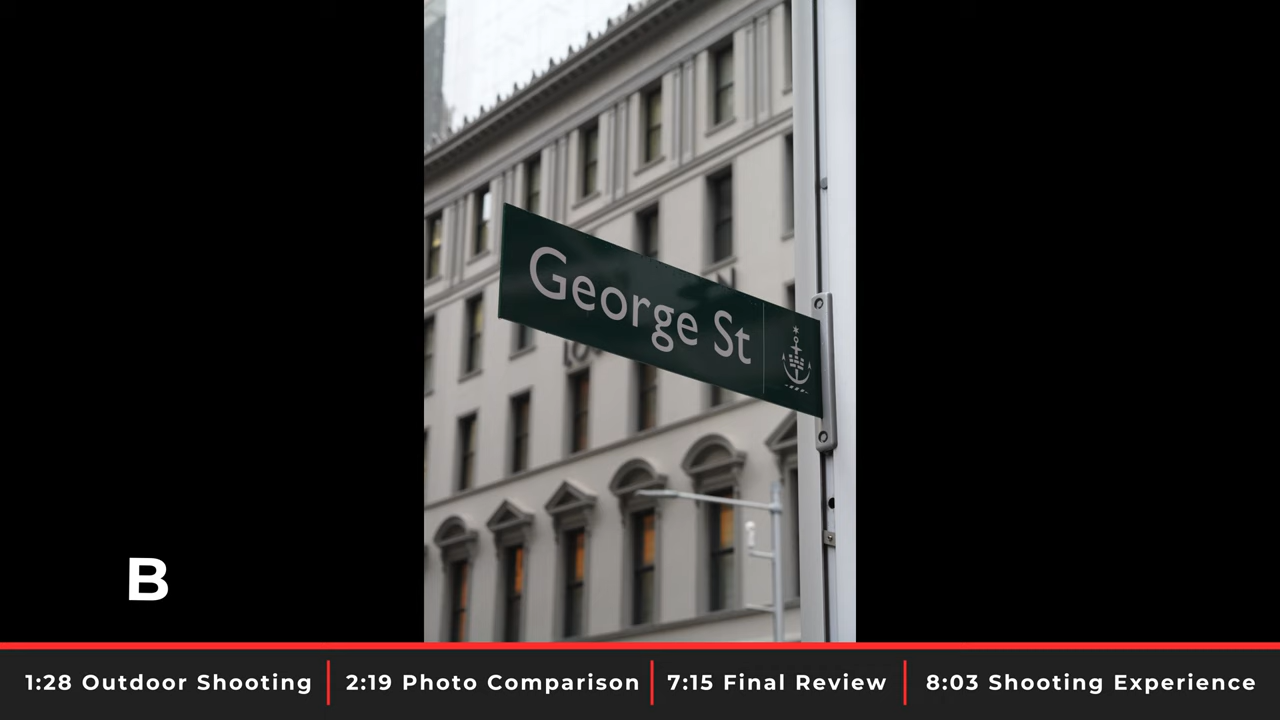 George St
B
1:28 Outdoor Shooting
2:19 Photo Comparison
7:15 Final Review
8:03 Shooting Experience